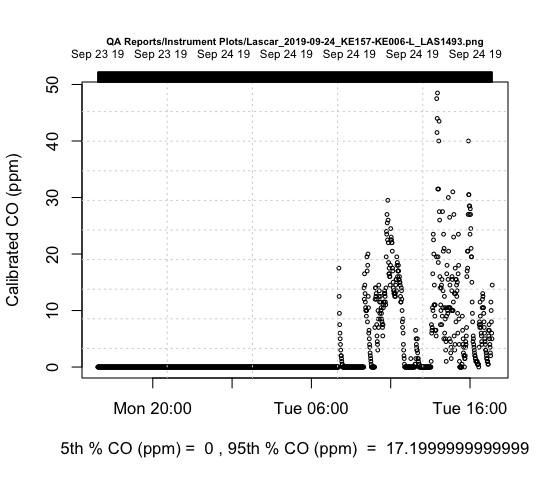 QA Reports/Instrument Plots/Lascar_2019-09-24_KE157-KE006-L_LAS1493.png
Sep 23 19 Sep 23 19 Sep 24 19 Sep 24 19 Sep 24 19 Sep 24 19 Sep 24 19
50
40
30
20
10
0
Calibrated CO (ppm)
Mon 20:00 Tue 06:00 Tue 16:00
5th % CO (ppm) = 0 , 95th % CO (ppm) = 17.1999999999999